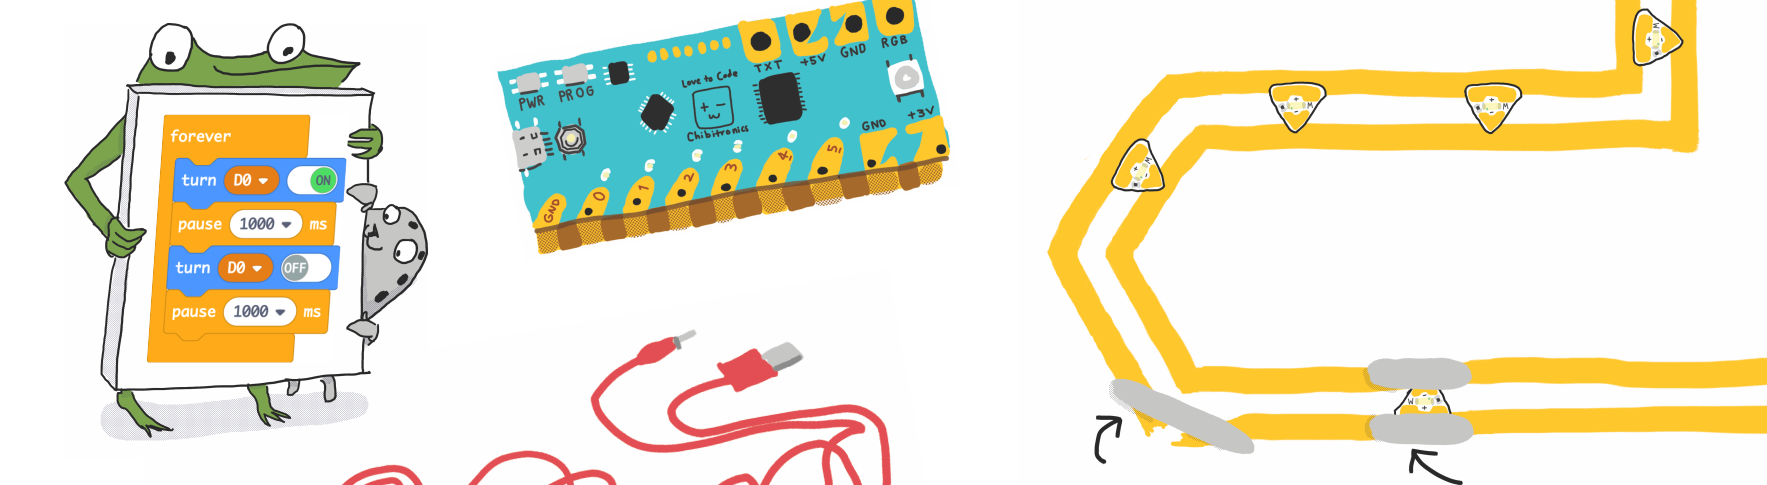 forever
turn D0 ON
pause 1000 ms
turn D0 OFF
pause 1000 ms
TXT +5V GND RGB
PWR PROG
Love to Code
Chibitronics
GND 0 1 2 3 4 5 GND +3V